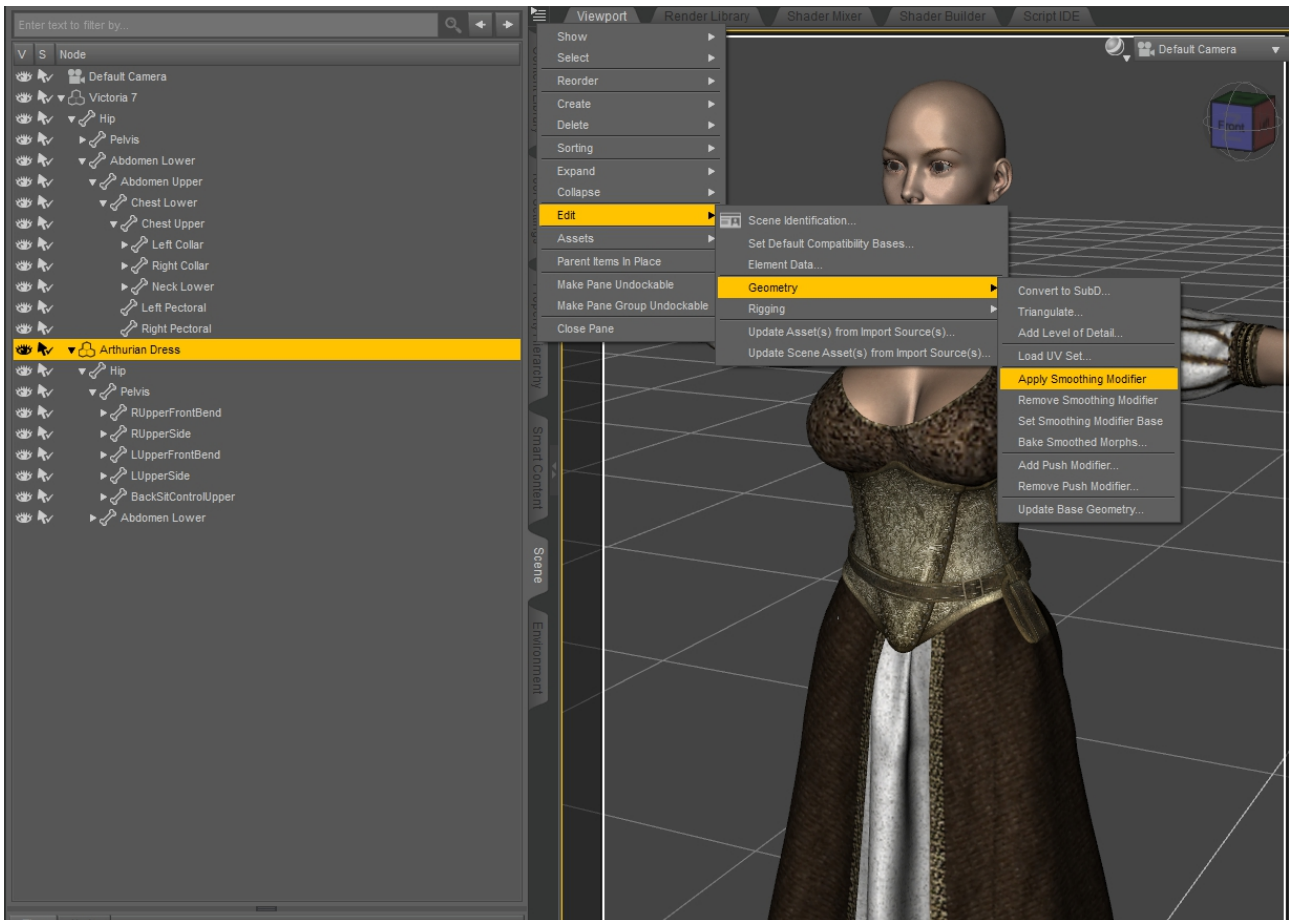 Enter text to filter by...
V S Node
Default Camera
Victoria 7
Hip
Pelvis
Abdomen Lower
Abdomen Upper
Chest Lower
Chest Upper
Left Collar
Right Collar
Neck Lower
Left Pectoral
Right Pectoral
Arthurian Dress
Hip
Pelvis
RUpperFrontBend
RUpperSide
LUpperFrontBend
LUpperSide
BackSitControlUpper
Abdomen Lower
Viewport Render Library Shader Mixer Shader Builder Script IDE
Default Camera
Front
Show
Select
Reorder
Create
Delete
Sorting
Expand
Collapse
Edit
Assets
Parent Items In Place
Make Pane Undockable
Make Pane Group Undockable
Close Pane
Scene Identification...
Set Default Compatibility Bases...
Element Data...
Geometry
Rigging
Update Asset(s) from Import Source(s)...
Update Scene Asset(s) from Import Source(s)...
Convert to SubD...
Triangulate...
Add Level of Detail...
Load UV Set...
Apply Smoothing Modifier
Remove Smoothing Modifier
Set Smoothing Modifier Base
Bake Smoothed Morphs...
Add Push Modifier...
Remove Push Modifier...
Update Base Geometry...
Smart Content
Scene
Environment